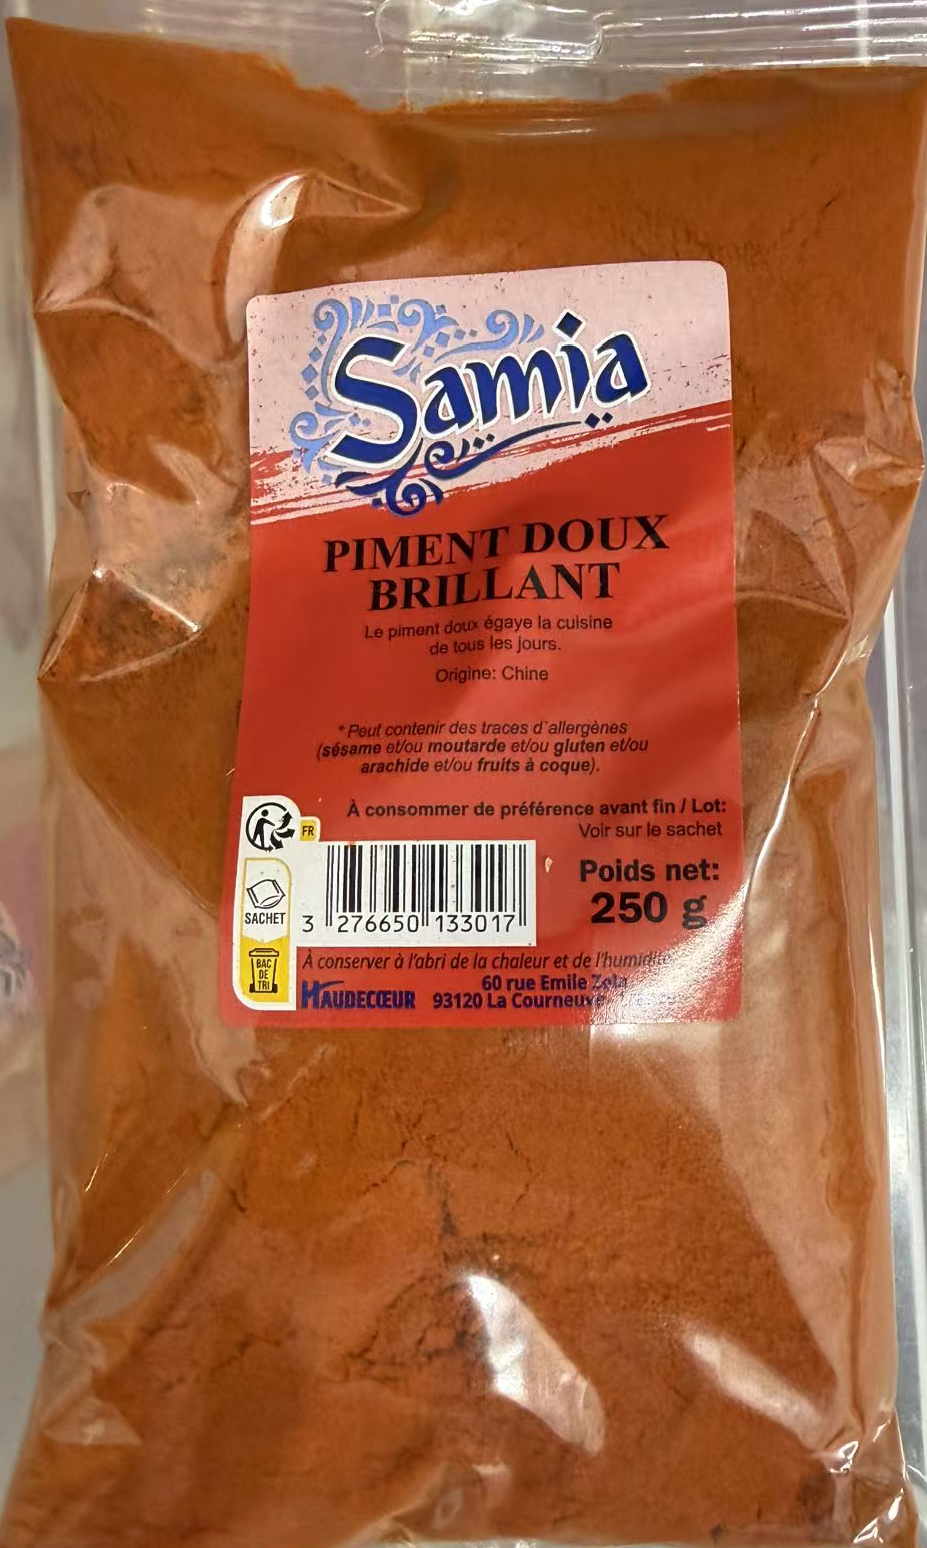 Samia
PIMENT DOUX
BRILLANT
Le piment doux égaye la cuisine
de tous les jours.
Origine: Chine
* Peut contenir des traces d`allergènes
(sésame et/ou moutarde et/ou gluten et/ou
arachide et/ou fruits à coque).
À consommer de préférence avant fin / Lot:
Voir sur le sachet
FR
SACHET
BAC
DE
TRI
3 276650 133017
Poids net:
250 g
À conserver à l'abri de la chaleur et de l'humidité
HAUDECŒUR
60 rue Emile Zola
93120 La Courneuve France